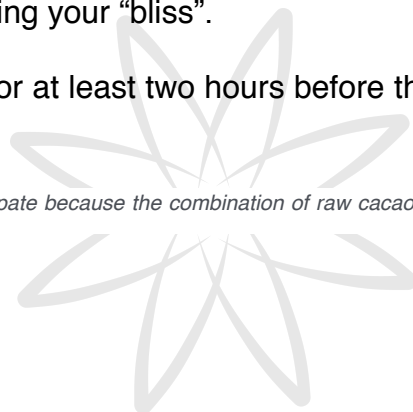 ing your “bliss”.
or at least two hours before th
pate because the combination of raw cacao